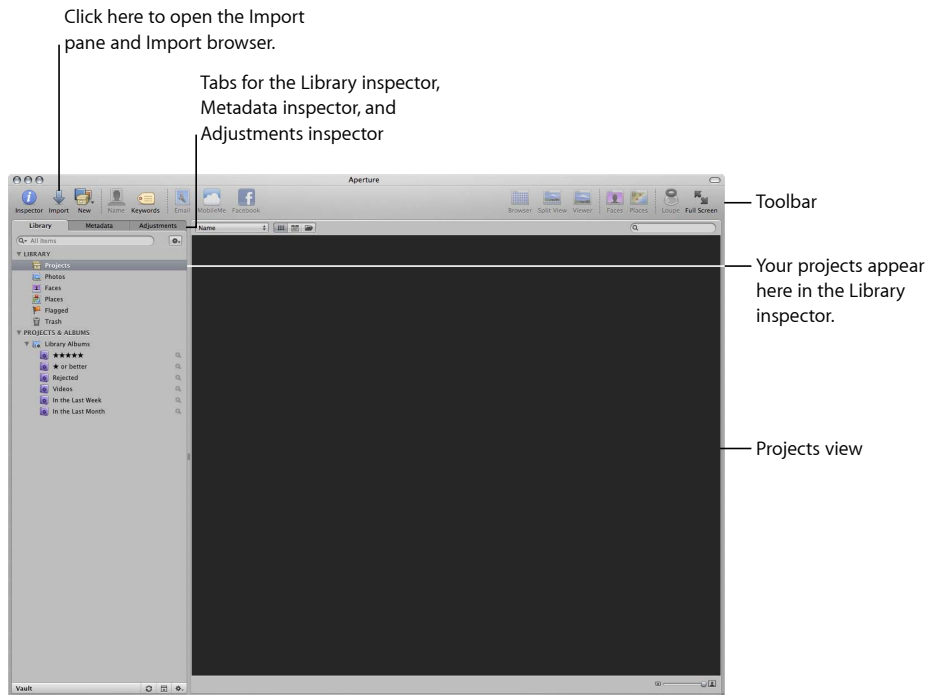 Click here to open the Import
pane and Import browser.
Tabs for the Library inspector,
Metadata inspector, and
Adjustments inspector
Aperture
Inspector Import New Name Keywords Email MobileMe Facebook Browser Split View Viewer Faces Places Loupe Full Screen
Toolbar
Library Metadata Adjustments Name
All Items
LIBRARY
Projects
Your projects appear
here in the Library
inspector.
Photos
Faces
Places
Flagged
Trash
PROJECTS & ALBUMS
Library Albums
★★★★★
★ or better
Rejected
Videos
In the Last Week
In the Last Month
Projects view
Vault